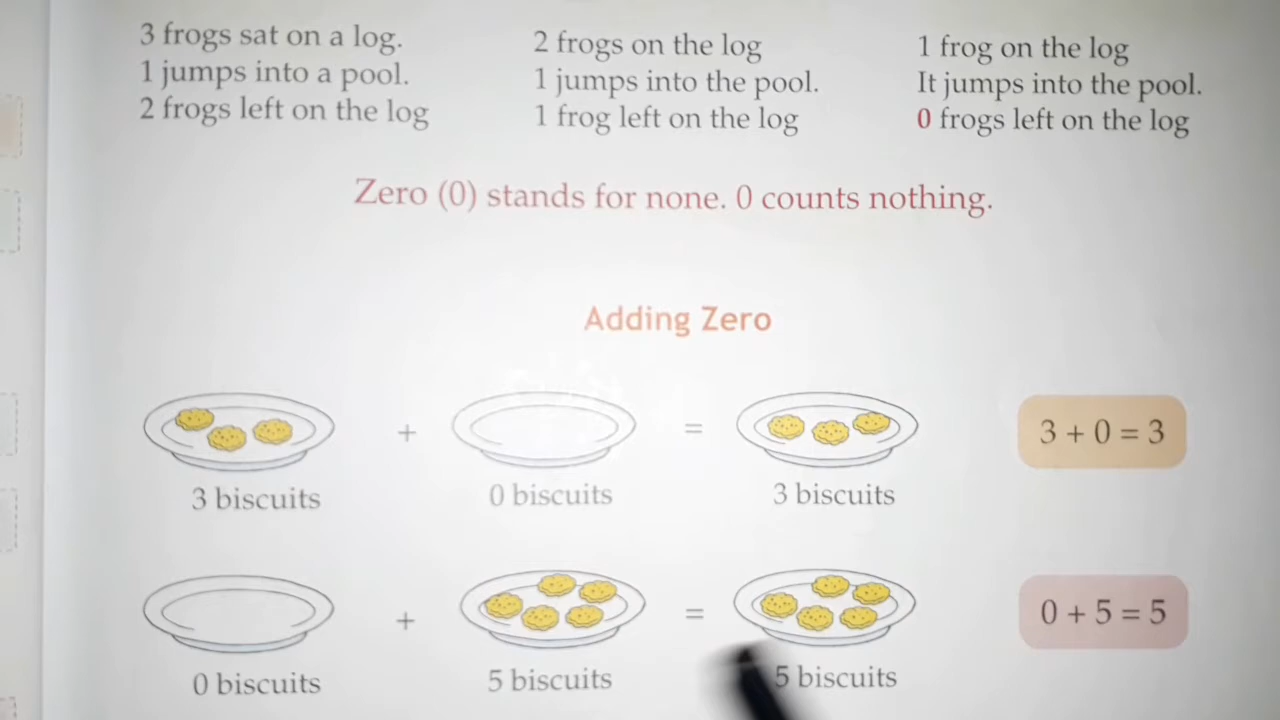 3 frogs sat on a log.
1 jumps into a pool.
2 frogs left on the log
2 frogs on the log
1 jumps into the pool.
1 frog left on the log
1 frog on the log
It jumps into the pool.
0 frogs left on the log
Zero (0) stands for none. 0 counts nothing.
Adding Zero
+ = 3 + 0 = 3
3 biscuits 0 biscuits 3 biscuits
+ = 0 + 5 = 5
0 biscuits 5 biscuits 5 biscuits